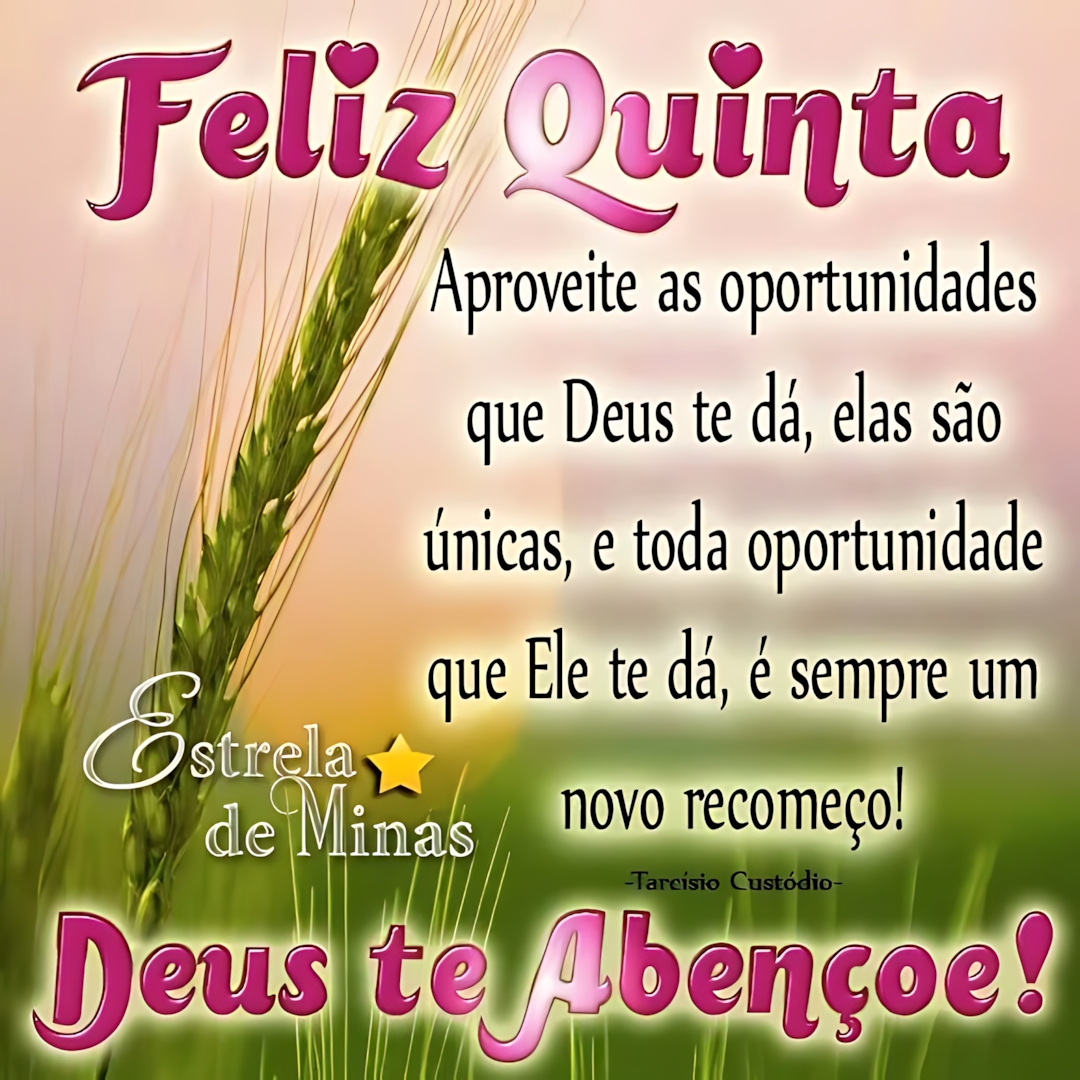 Feliz Quinta
Aproveite as oportunidades
que Deus te dá, elas são
únicas, e toda oportunidade
que Ele te dá, é sempre um
novo recomeço!
-Tarcísio Custódio-
Estrela
de Minas
Deus te Abençoe!